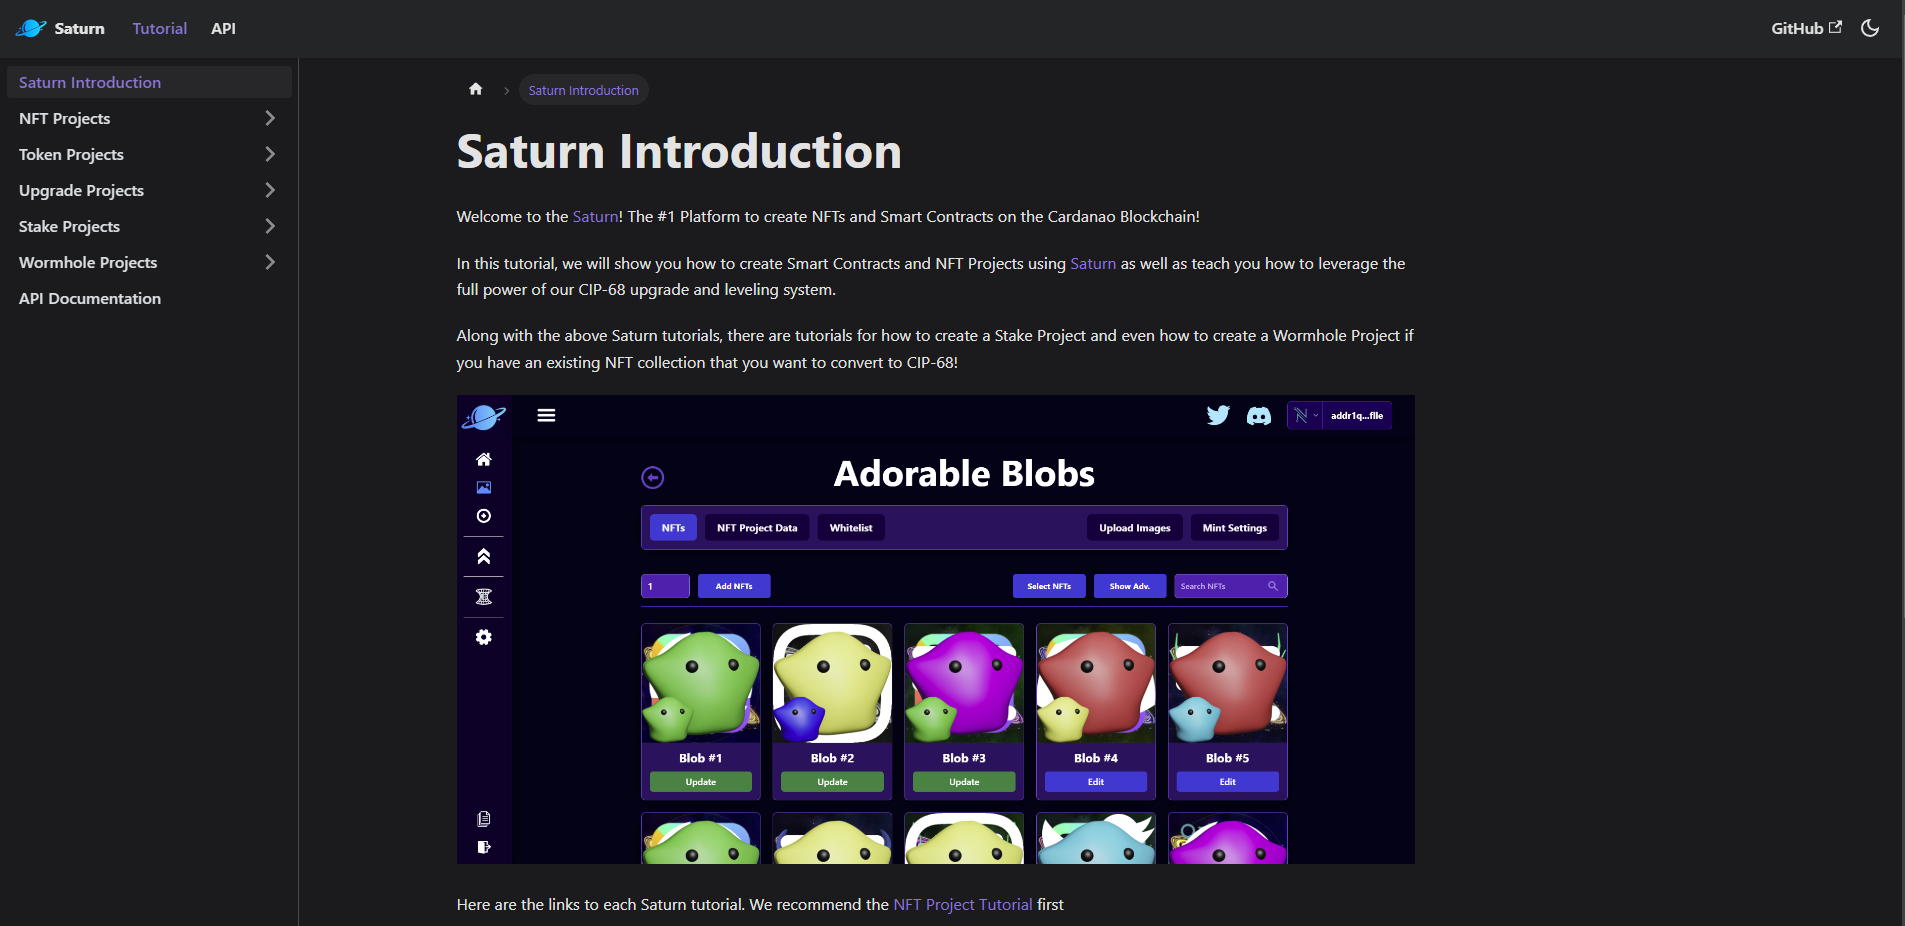 Saturn Tutorial API GitHub
Saturn Introduction
NFT Projects
Token Projects
Upgrade Projects
Stake Projects
Wormhole Projects
API Documentation
Saturn Introduction
Saturn Introduction
Welcome to the Saturn! The #1 Platform to create NFTs and Smart Contracts on the Cardanao Blockchain!
In this tutorial, we will show you how to create Smart Contracts and NFT Projects using Saturn as well as teach you how to leverage the
full power of our CIP-68 upgrade and leveling system.
Along with the above Saturn tutorials, there are tutorials for how to create a Stake Project and even how to create a Wormhole Project if
you have an existing NFT collection that you want to convert to CIP-68!
addr1q...flle
Adorable Blobs
NFTs NFT Project Data Whitelist Upload Images Mint Settings
1 Add NFTs Select NFTs Show Adv. Search NFTs
Blob #1 Blob #2 Blob #3 Blob #4 Blob #5
Update Update Update Edit Edit
Here are the links to each Saturn tutorial. We recommend the NFT Project Tutorial first